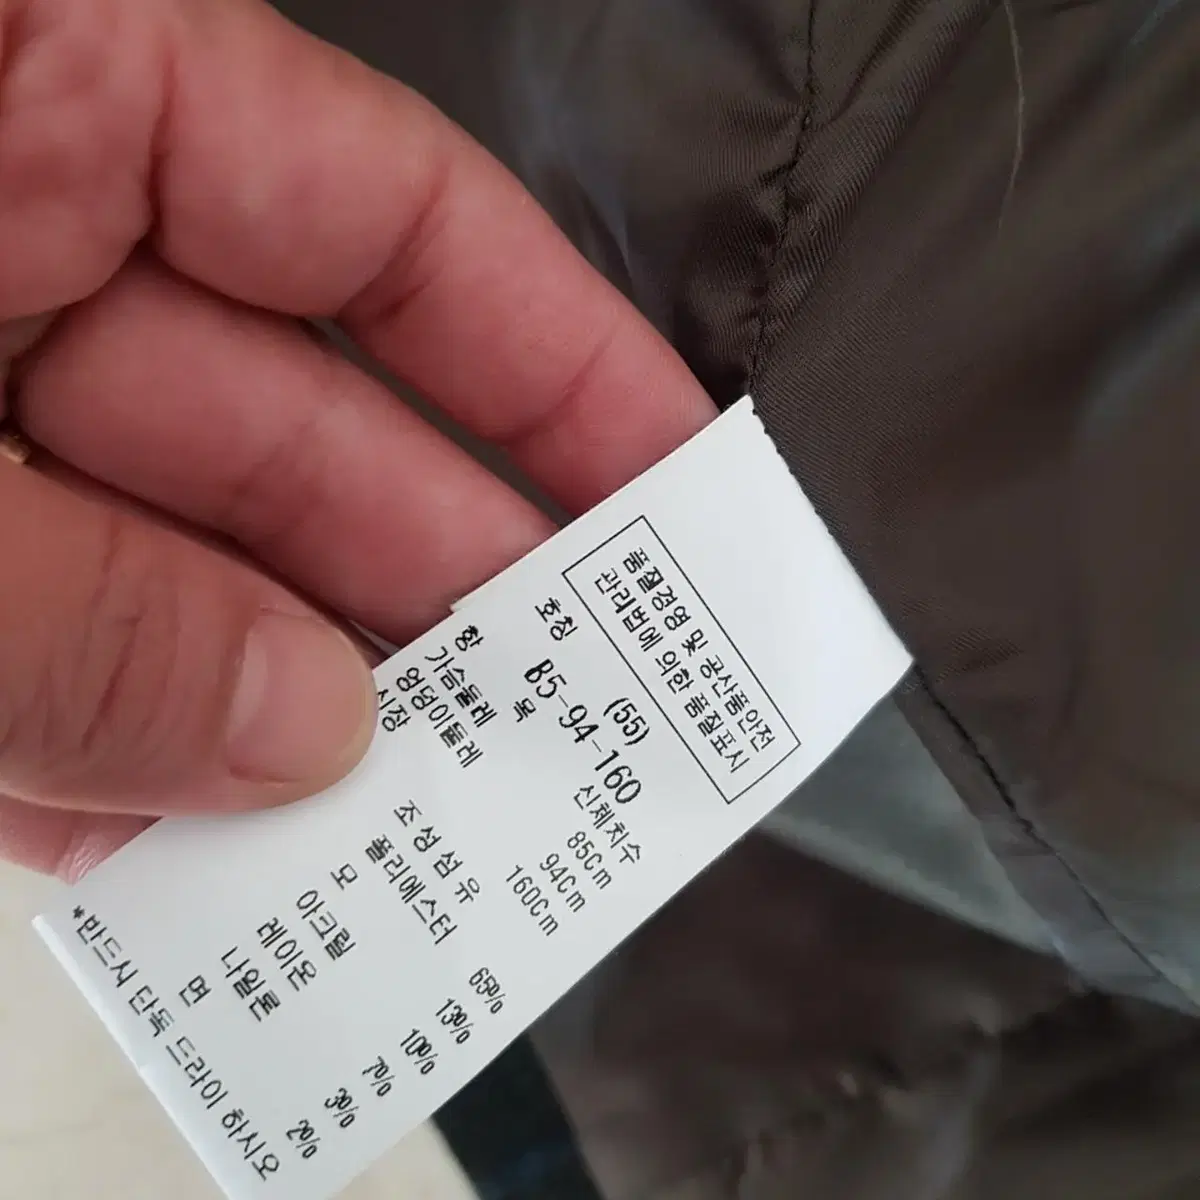 품질경영 및 공산품안전
관리법에 의한 품질표시
(55)
호칭 85-94-160
항 목 신체치수
가슴둘레 85Cm
엉덩이둘레 94Cm
신장 160Cm
조 성 섬 유
폴리에스터 65%
모 13%
아크릴 10%
레이온 7%
나일론 3%
면 2%
*반드시 단독 드라이 하시오